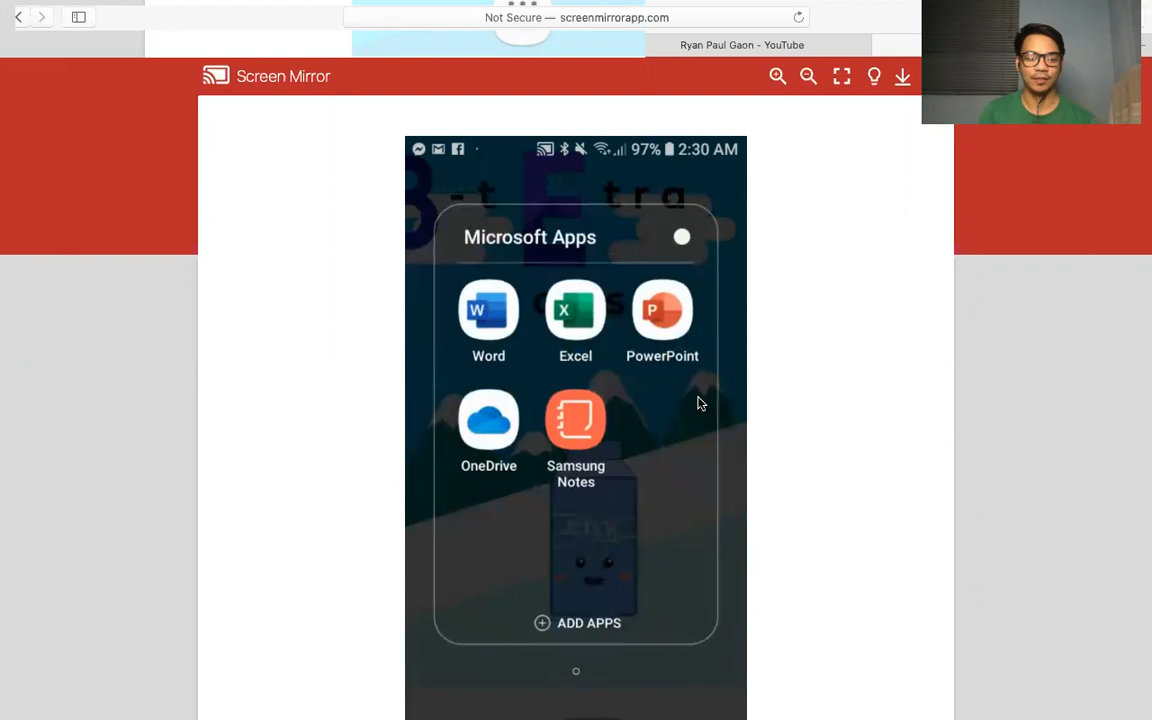 Not Secure — screenmirrorapp.com
Ryan Paul Gaon - YouTube
Screen Mirror
97% 2:30 AM
B-t E tra
Microsoft Apps
W X P
Word Excel PowerPoint
OneDrive Samsung
Notes
ADD APPS